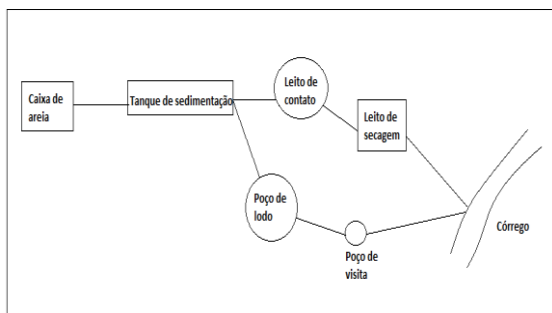 Caixa de
areia
Tanque de sedimentação
Leito de
contato
Leito de
secagem
Poço de
lodo
Poço de
visita
Córrego